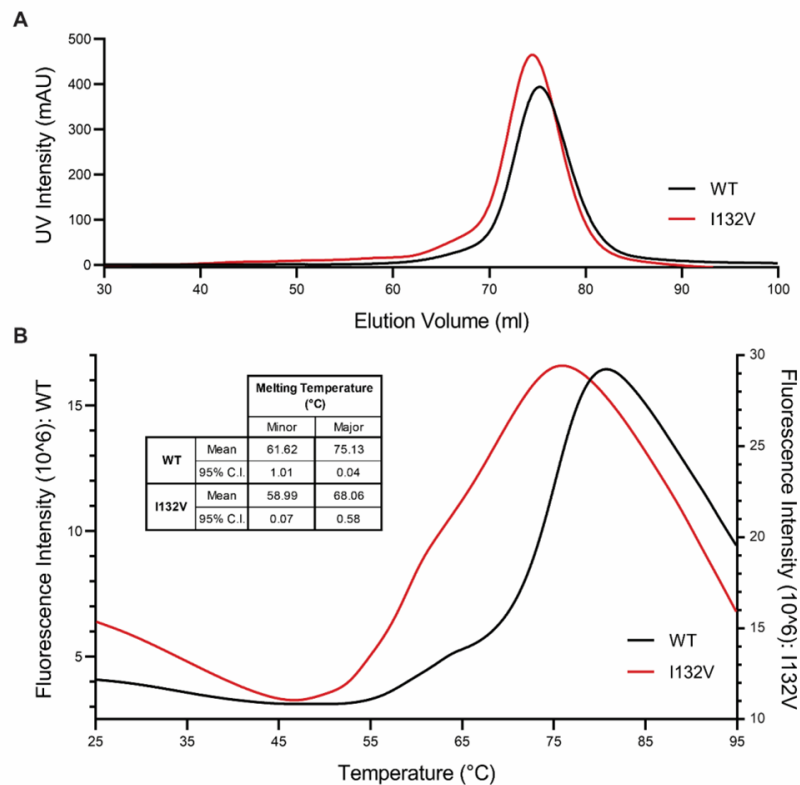 A
500
400
300
200
100
0
UV Intensity (mAU)
WT
I132V
30 40 50 60 70 80 90 100
Elution Volume (ml)
B
Melting Temperature
(°C)
Minor Major
WT Mean 61.62 75.13
95% C.I. 1.01 0.04
I132V Mean 58.99 68.06
95% C.I. 0.07 0.58
15
10
5
Fluorescence Intensity (10^6): WT
30
25
20
15
10
Fluorescence Intensity (10^6): I132V
WT
I132V
25 35 45 55 65 75 85 95
Temperature (°C)